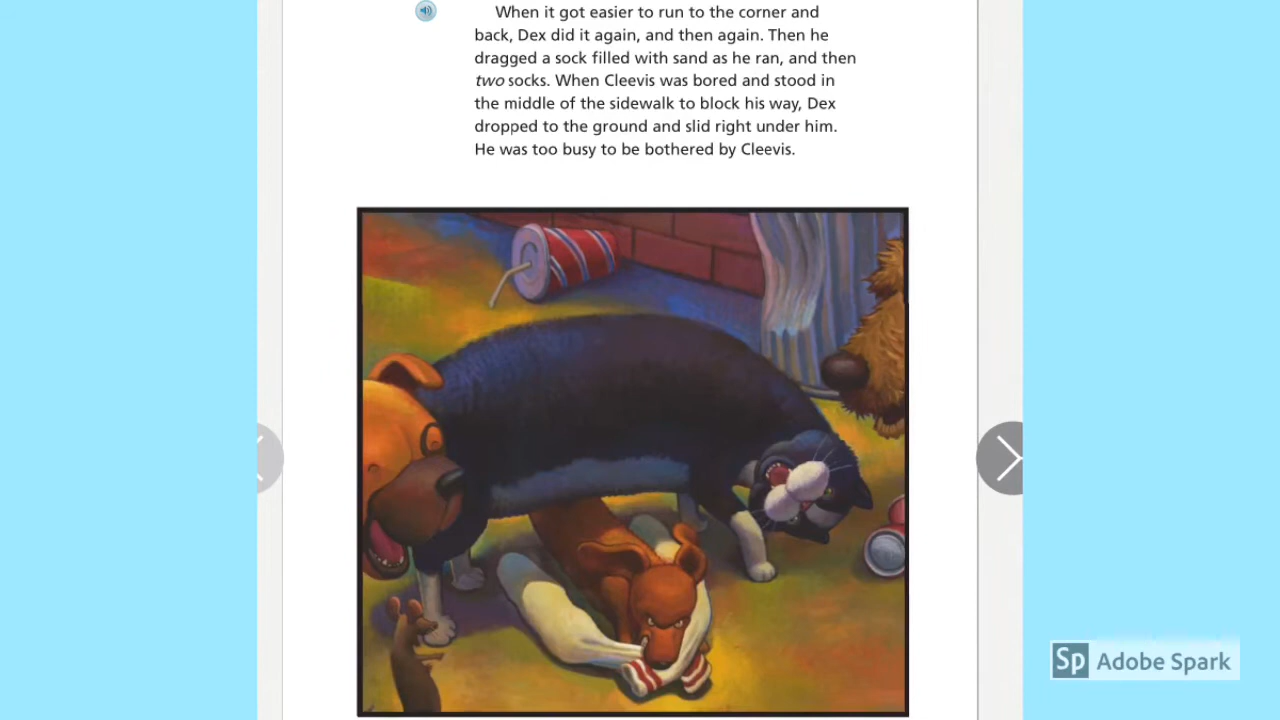 When it got easier to run to the corner and
back, Dex did it again, and then again. Then he
dragged a sock filled with sand as he ran, and then
two socks. When Cleevis was bored and stood in
the middle of the sidewalk to block his way, Dex
dropped to the ground and slid right under him.
He was too busy to be bothered by Cleevis.
Sp Adobe Spark